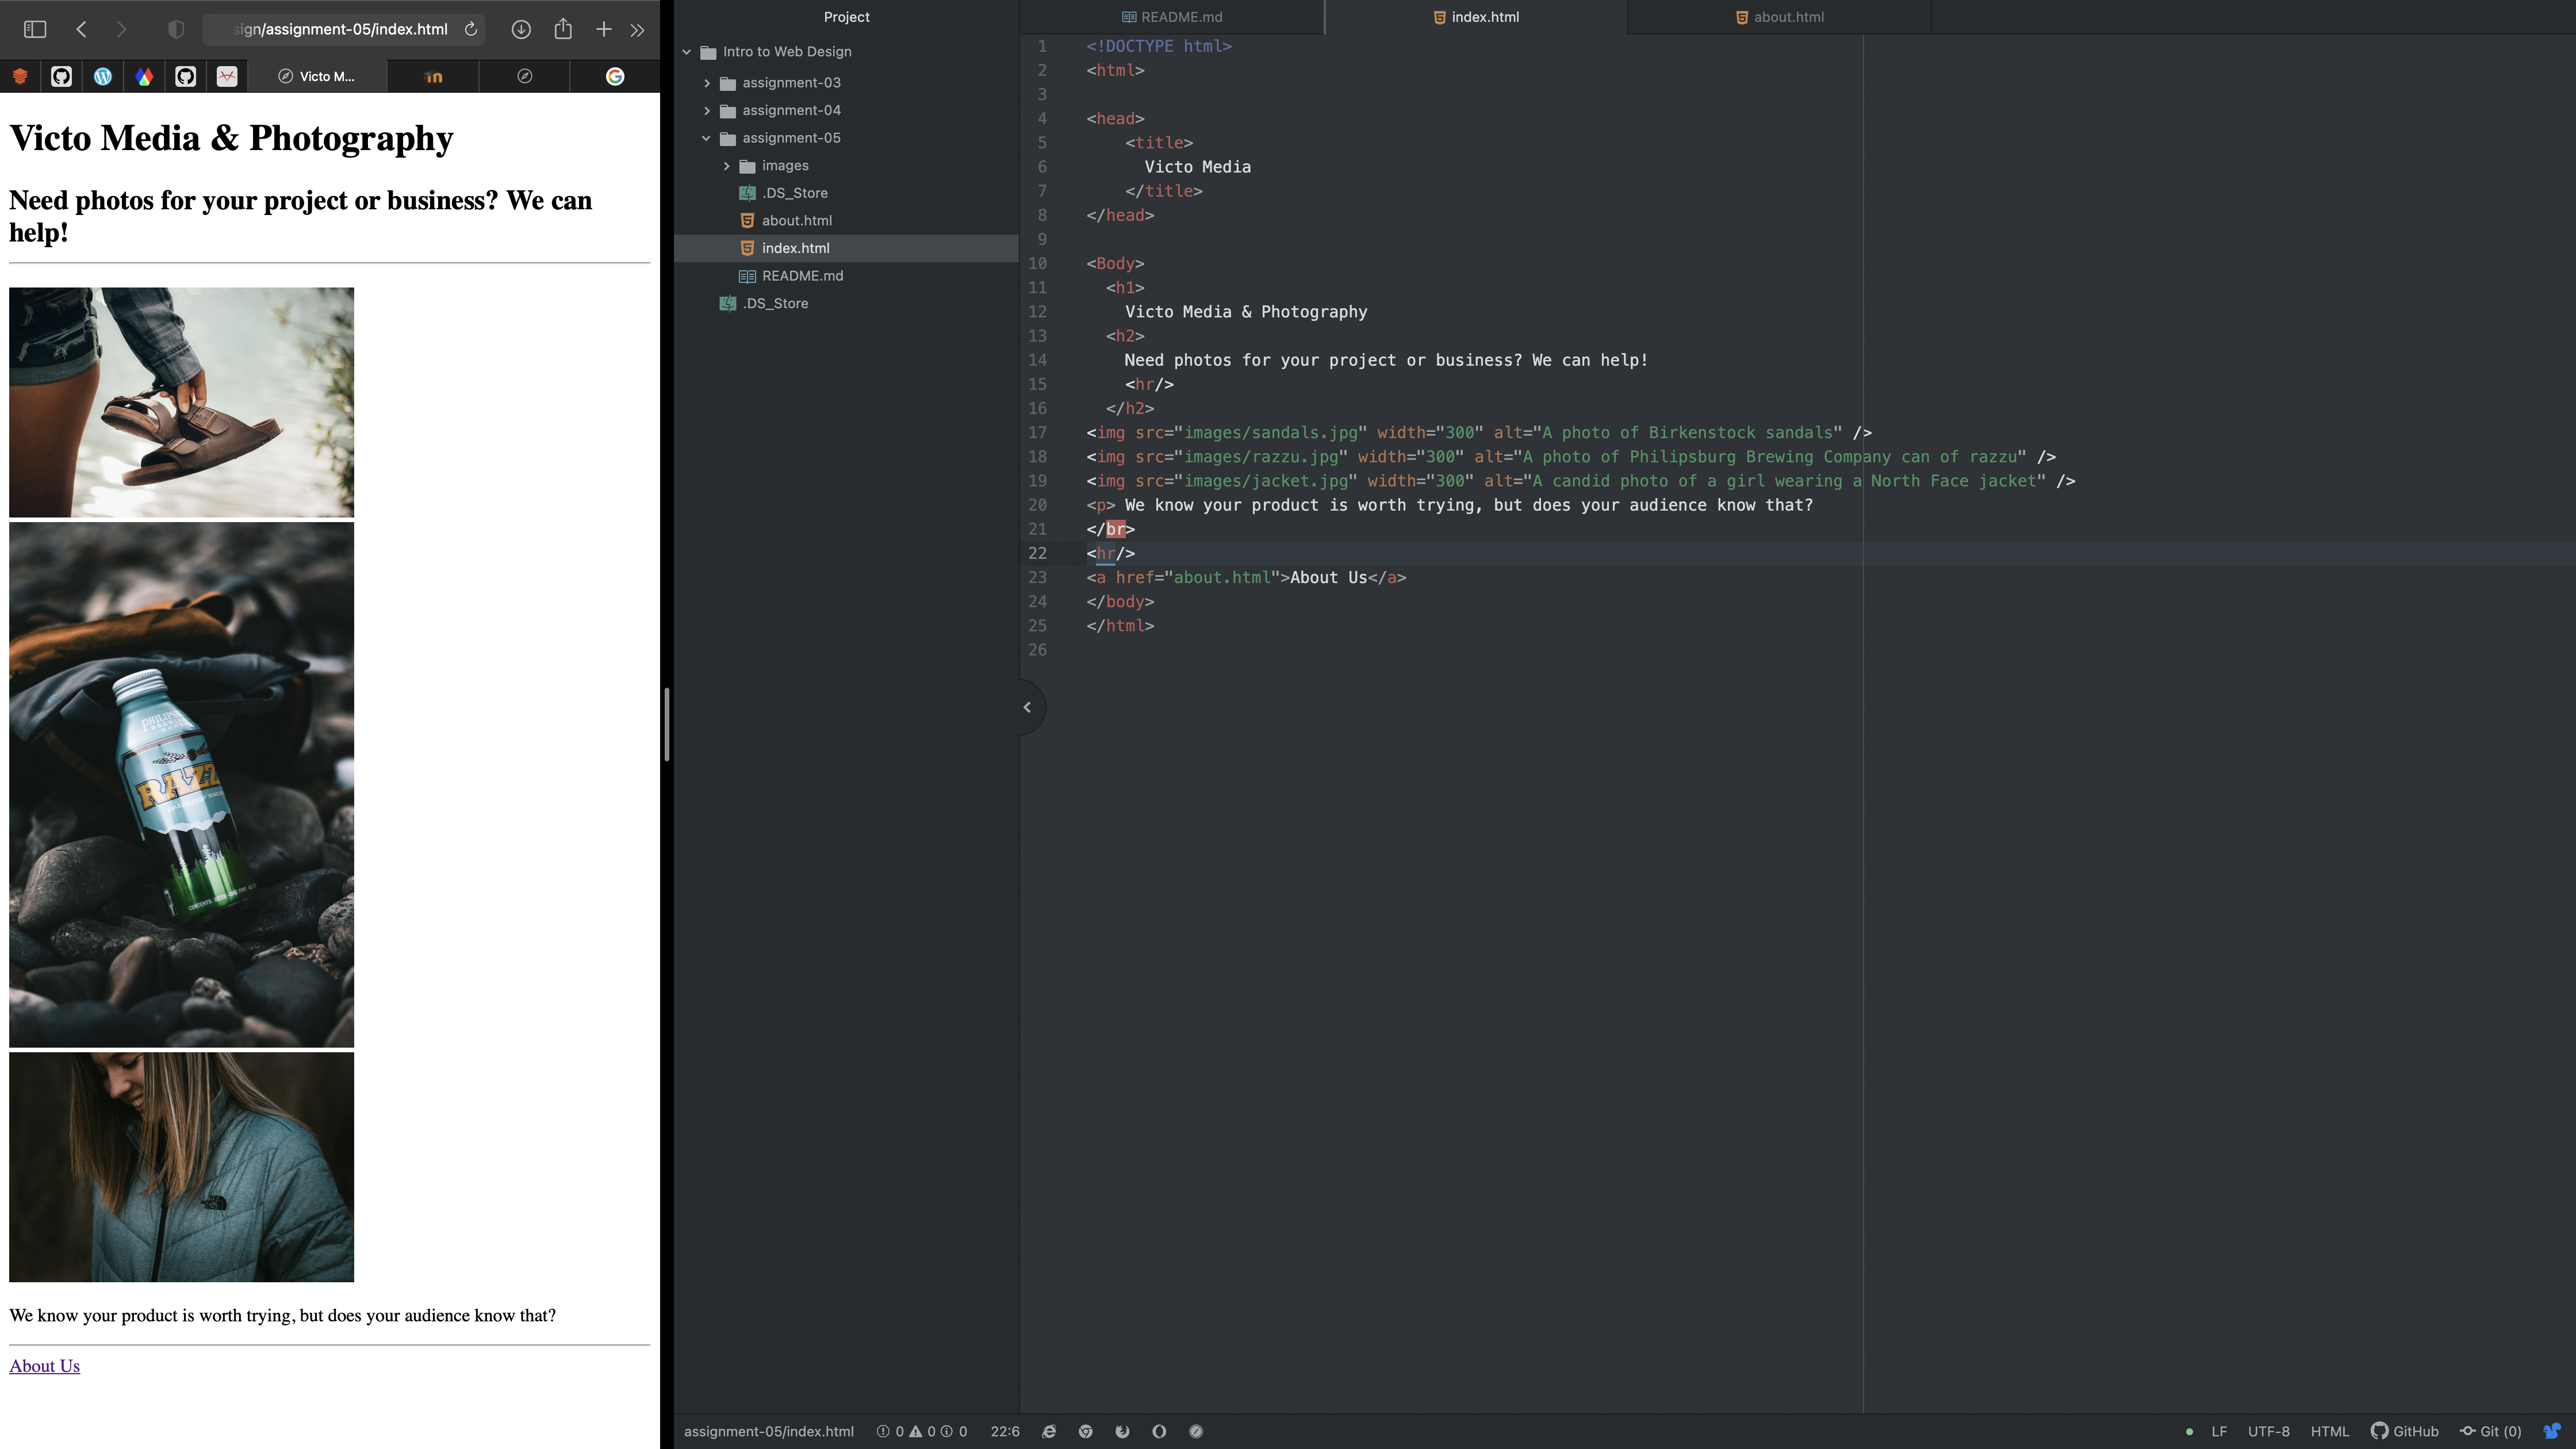 sign/assignment-05/index.html
Victo M...
Victo Media & Photography
Need photos for your project or business? We can
help!
RAZZ
THE NORTH FACE
We know your product is worth trying, but does your audience know that?
About Us
Project
Intro to Web Design
assignment-03
assignment-04
assignment-05
images
.DS_Store
about.html
index.html
README.md
.DS_Store
README.md
index.html
about.html
1 <!DOCTYPE html>
2 <html>
3
4 <head>
5 <title>
6 Victo Media
7 </title>
8 </head>
9
10 <Body>
11 <h1>
12 Victo Media & Photography
13 <h2>
14 Need photos for your project or business? We can help!
15 <hr/>
16 </h2>
17 <img src="images/sandals.jpg" width="300" alt="A photo of Birkenstock sandals" />
18 <img src="images/razzu.jpg" width="300" alt="A photo of Philipsburg Brewing Company can of razzu" />
19 <img src="images/jacket.jpg" width="300" alt="A candid photo of a girl wearing a North Face jacket" />
20 <p> We know your product is worth trying, but does your audience know that?
21 </br>
22 <hr/>
23 <a href="about.html">About Us</a>
24 </body>
25 </html>
26
assignment-05/index.html 0 0 0 22:6
LF UTF-8 HTML GitHub Git (0)